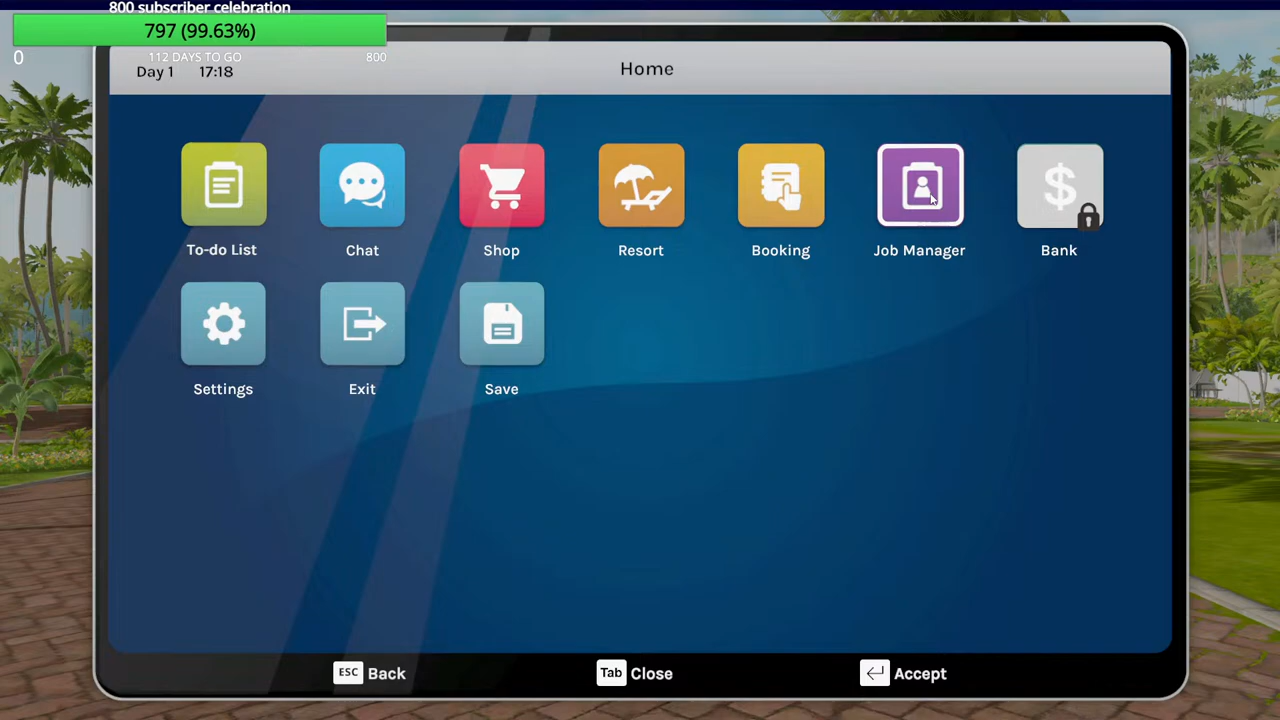 800 subscriber celebration
797 (99.63%)
0 112 DAYS TO GO 800
Day 1 17:18 Home
To-do List Chat Shop Resort Booking Job Manager Bank
Settings Exit Save
ESC Back Tab Close Accept